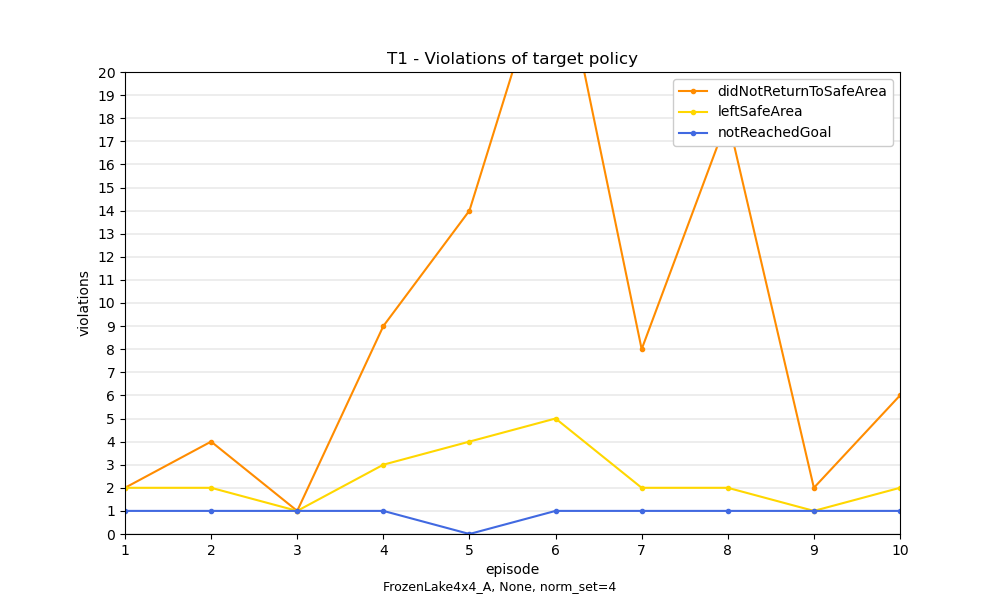 T1 - Violations of target policy
didNotReturnToSafeArea
leftSafeArea
notReachedGoal
violations
20
19
18
17
16
15
14
13
12
11
10
9
8
7
6
5
4
3
2
1
0
1 2 3 4 5 6 7 8 9 10
episode
FrozenLake4x4_A, None, norm_set=4